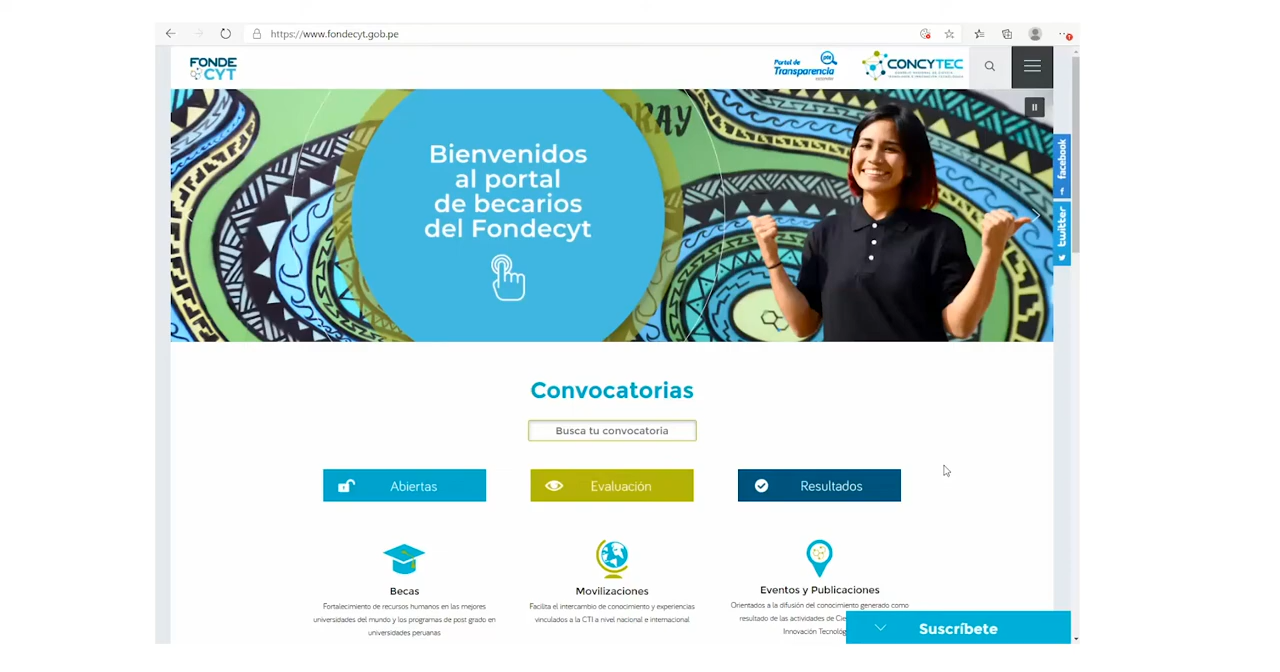 https://www.fondecyt.gob.pe
FONDE
CYT
Portal de
Transparencia
CONCYTEC
RAY
Bienvenidos
al portal
de becarios
del Fondecyt
facebook
twitter
Convocatorias
Busca tu convocatoria
Abiertas
Evaluación
Resultados
Becas
Fortalecimiento de recursos humanos en las mejores
universidades del mundo y los programas de post grado en
universidades peruanas
Movilizaciones
Facilita el intercambio de conocimiento y experiencias
vinculados a la CTI a nivel nacional e internacional
Eventos y Publicaciones
Orientados a la difusión del conocimiento generado como
resultado de las actividades de
Innovación
Suscríbete